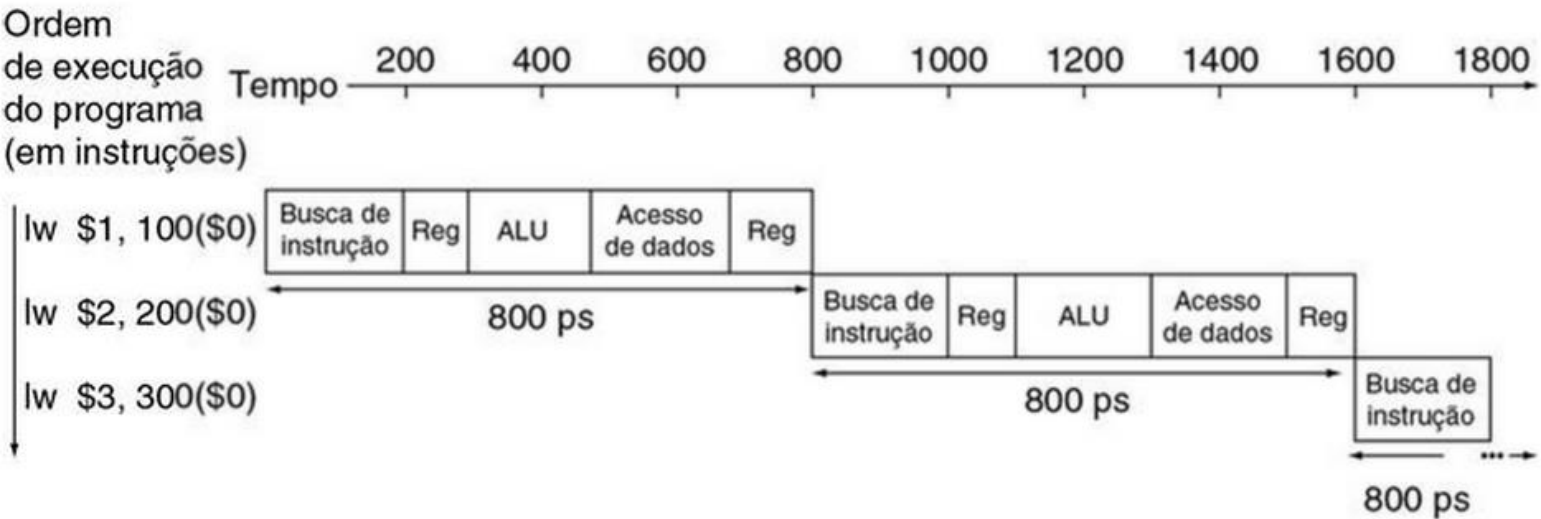 Ordem
de execução
do programa
(em instruções)
Tempo
200 400 600 800 1000 1200 1400 1600 1800
lw $1, 100($0)
Busca de
instrução
Reg
ALU
Acesso
de dados
Reg
800 ps
lw $2, 200($0)
Busca de
instrução
Reg
ALU
Acesso
de dados
Reg
800 ps
lw $3, 300($0)
Busca de
instrução
...
800 ps